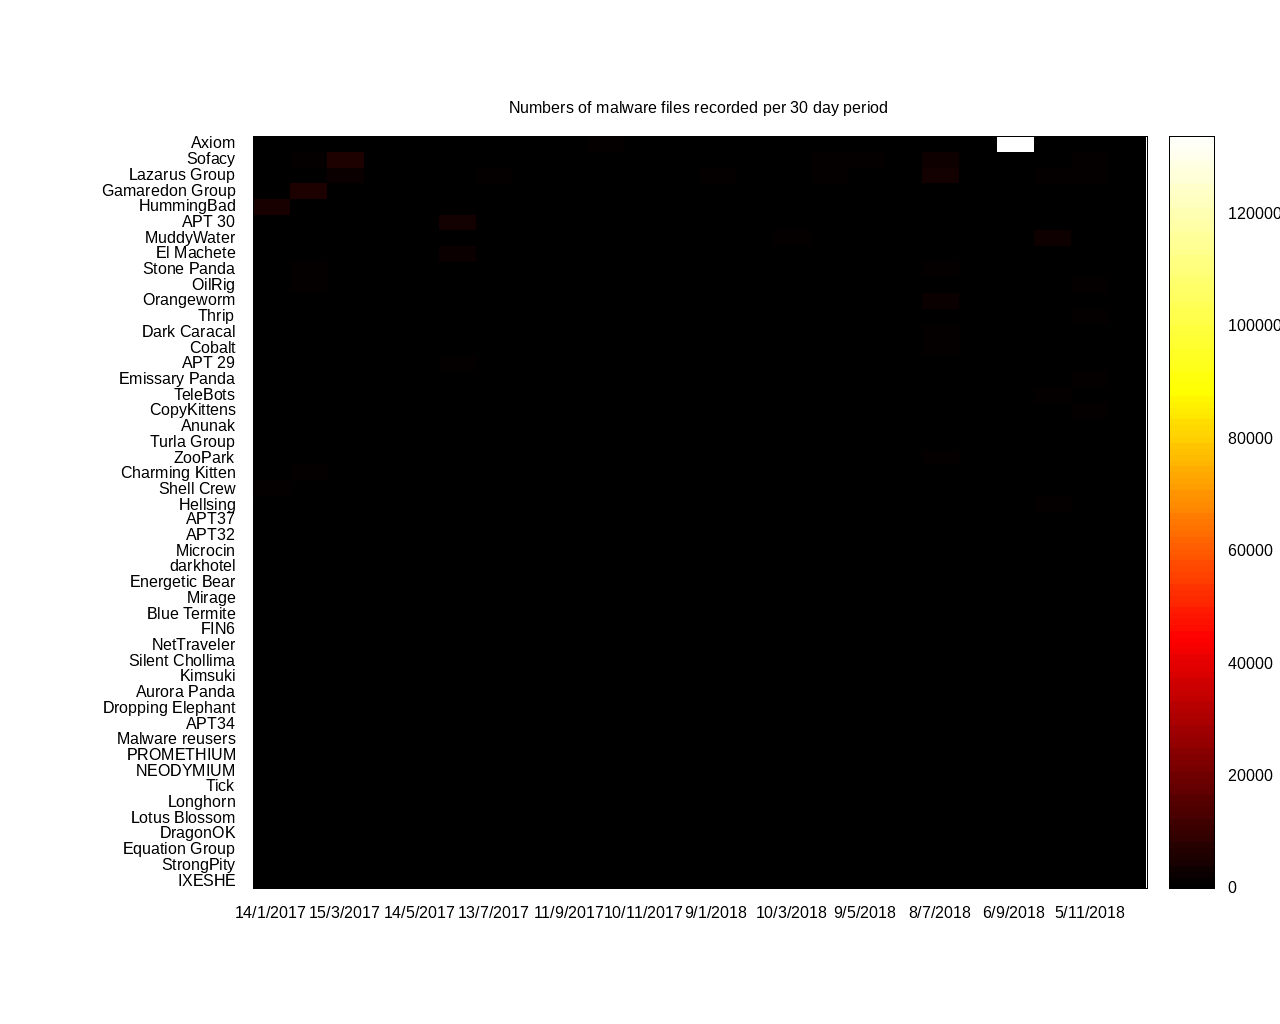 Numbers of malware files recorded per 30 day period
Axiom
Sofacy
Lazarus Group
Gamaredon Group
HummingBad
APT 30
MuddyWater
El Machete
Stone Panda
OilRig
Orangeworm
Thrip
Dark Caracal
Cobalt
APT 29
Emissary Panda
TeleBots
CopyKittens
Anunak
Turla Group
ZooPark
Charming Kitten
Shell Crew
Hellsing
APT37
APT32
Microcin
darkhotel
Energetic Bear
Mirage
Blue Termite
FIN6
NetTraveler
Silent Chollima
Kimsuki
Aurora Panda
Dropping Elephant
APT34
Malware reusers
PROMETHIUM
NEODYMIUM
Tick
Longhorn
Lotus Blossom
DragonOK
Equation Group
StrongPity
IXESHE
14/1/2017 15/3/2017 14/5/2017 13/7/2017 11/9/2017 10/11/2017 9/1/2018 10/3/2018 9/5/2018 8/7/2018 6/9/2018 5/11/2018
120000
100000
80000
60000
40000
20000
0